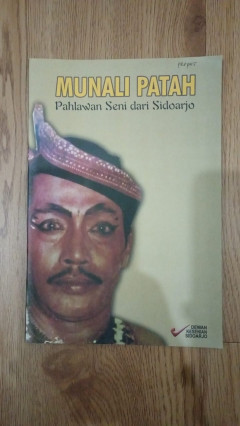 MUNALI PATAH
Pahlawan Seni dari Sidoarjo
DEWAN
KESENIAN
SIDOARJO